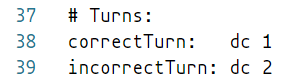 37 # Turns:
38 correctTurn: dc 1
39 incorrectTurn: dc 2